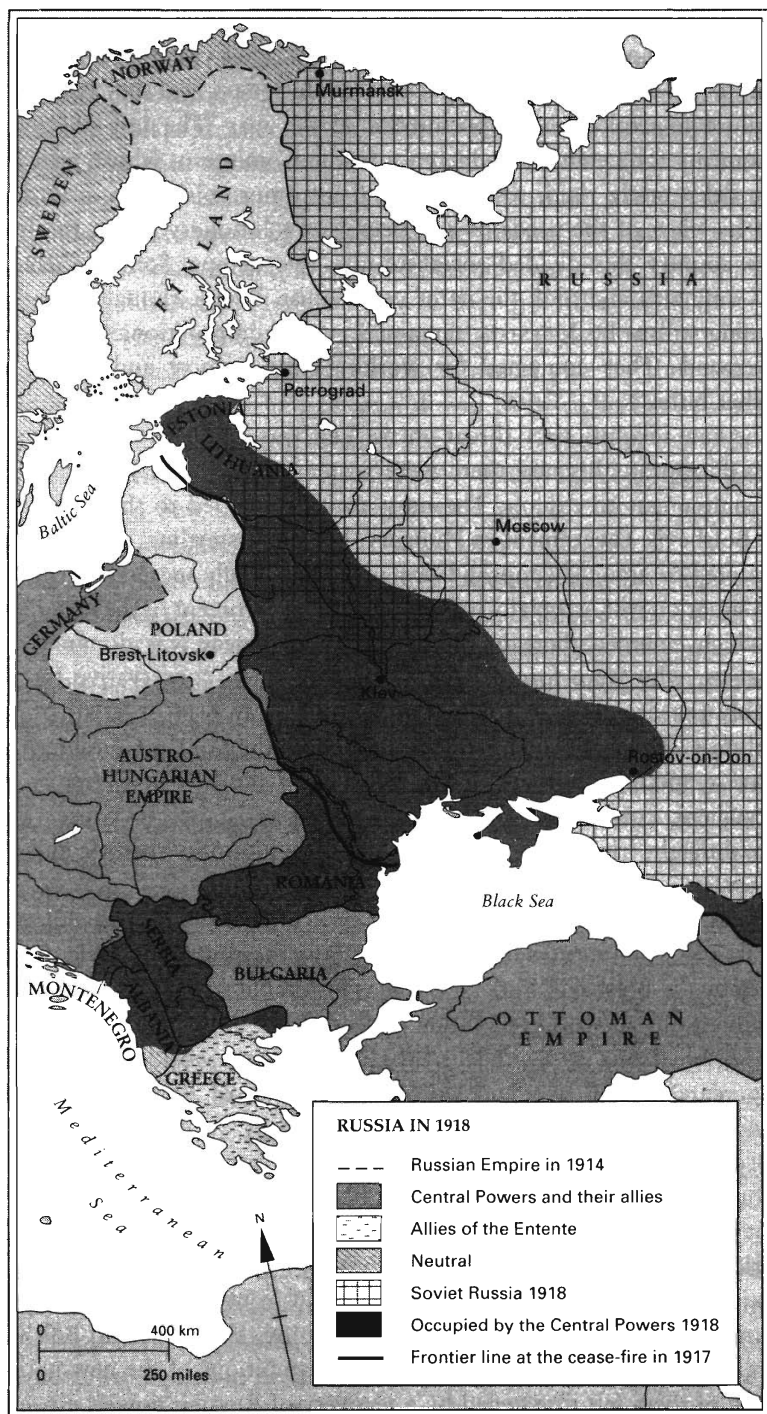 NORWAY
Murmansk
SWEDEN
FINLAND
RUSSIA
Petrograd
ESTONIA
LITHUANIA
Baltic Sea
Moscow
GERMANY
POLAND
Brest-Litovsk
Kiev
AUSTRO-
HUNGARIAN
EMPIRE
Rostov-on-Don
ROMANIA
Black Sea
SERBIA
BULGARIA
MONTENEGRO
ALBANIA
OTTOMAN
EMPIRE
GREECE
Mediterranean
Sea
N
0 400 km
0 250 miles
RUSSIA IN 1918
Russian Empire in 1914
Central Powers and their allies
Allies of the Entente
Neutral
Soviet Russia 1918
Occupied by the Central Powers 1918
Frontier line at the cease-fire in 1917